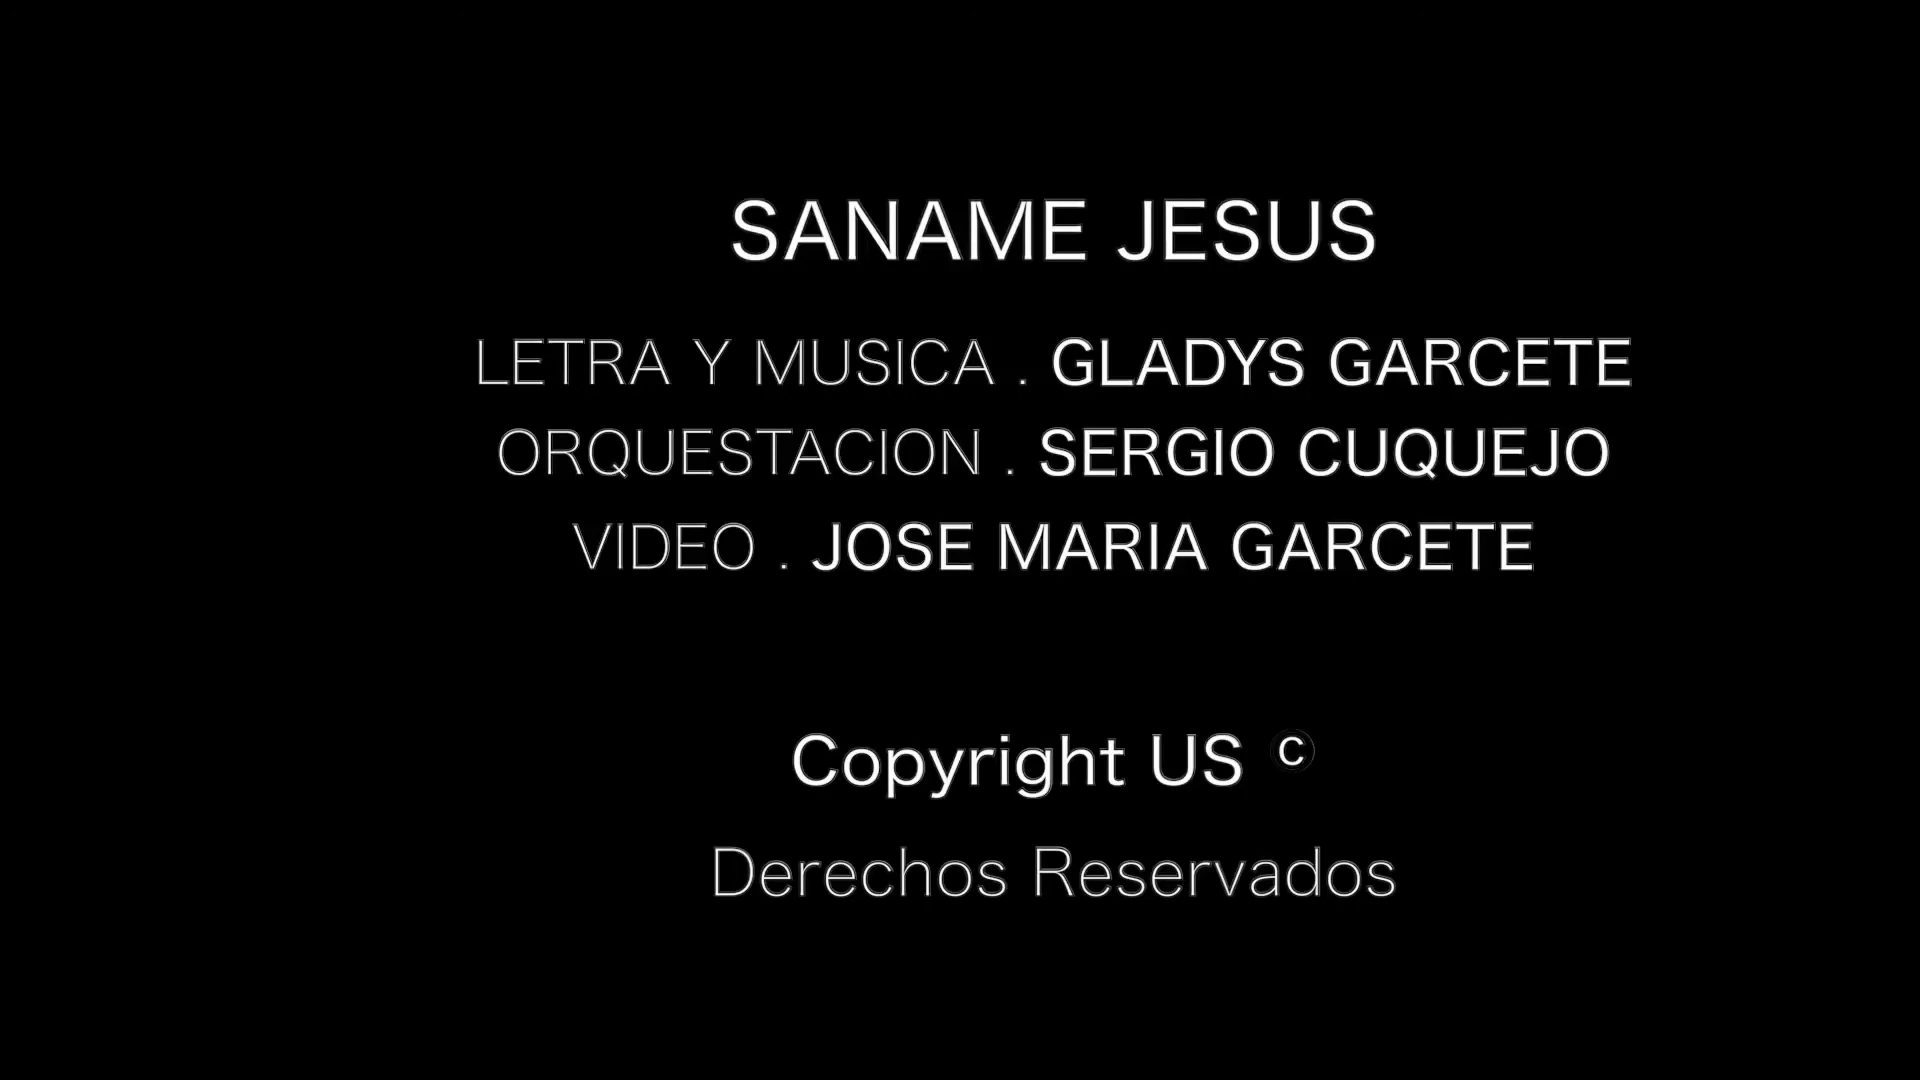 SANAME JESUS
LETRA Y MUSICA . GLADYS GARCETE
ORQUESTACION . SERGIO CUQUEJO
VIDEO . JOSE MARIA GARCETE
Copyright US ©
Derechos Reservados